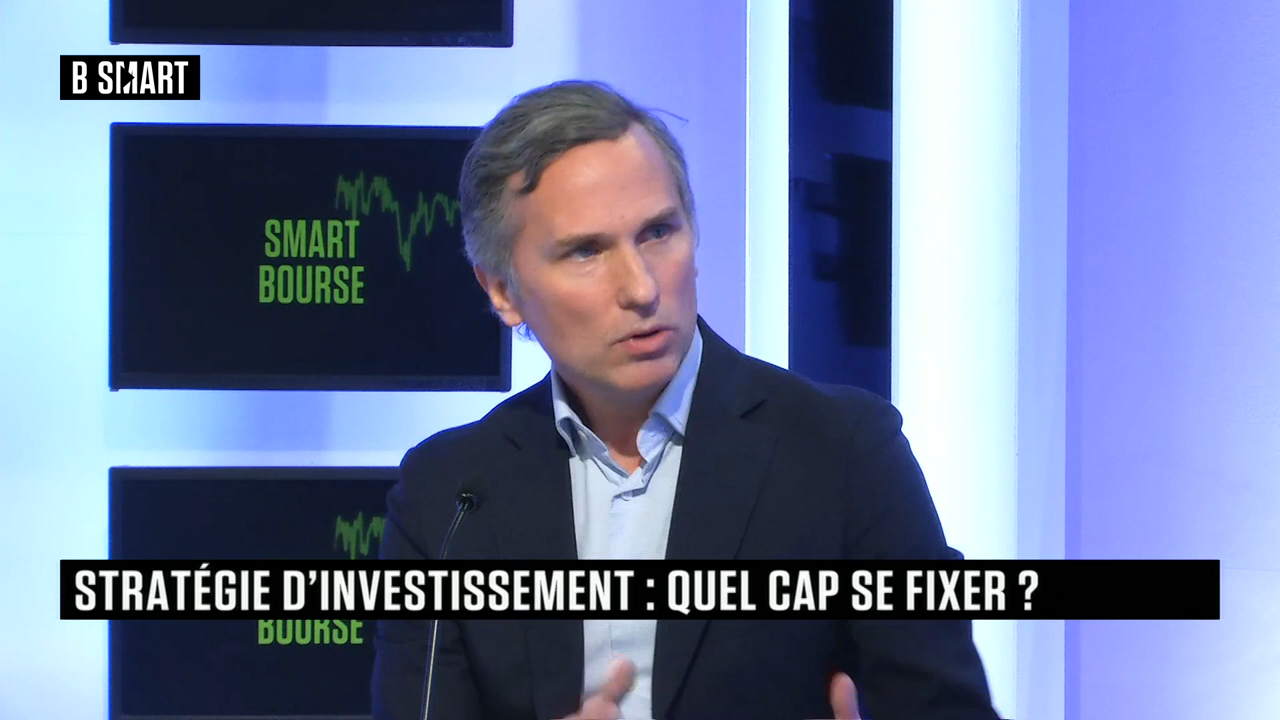 B SMART
SMART
BOURSE
STRATÉGIE D'INVESTISSEMENT : QUEL CAP SE FIXER ?
BOURSE